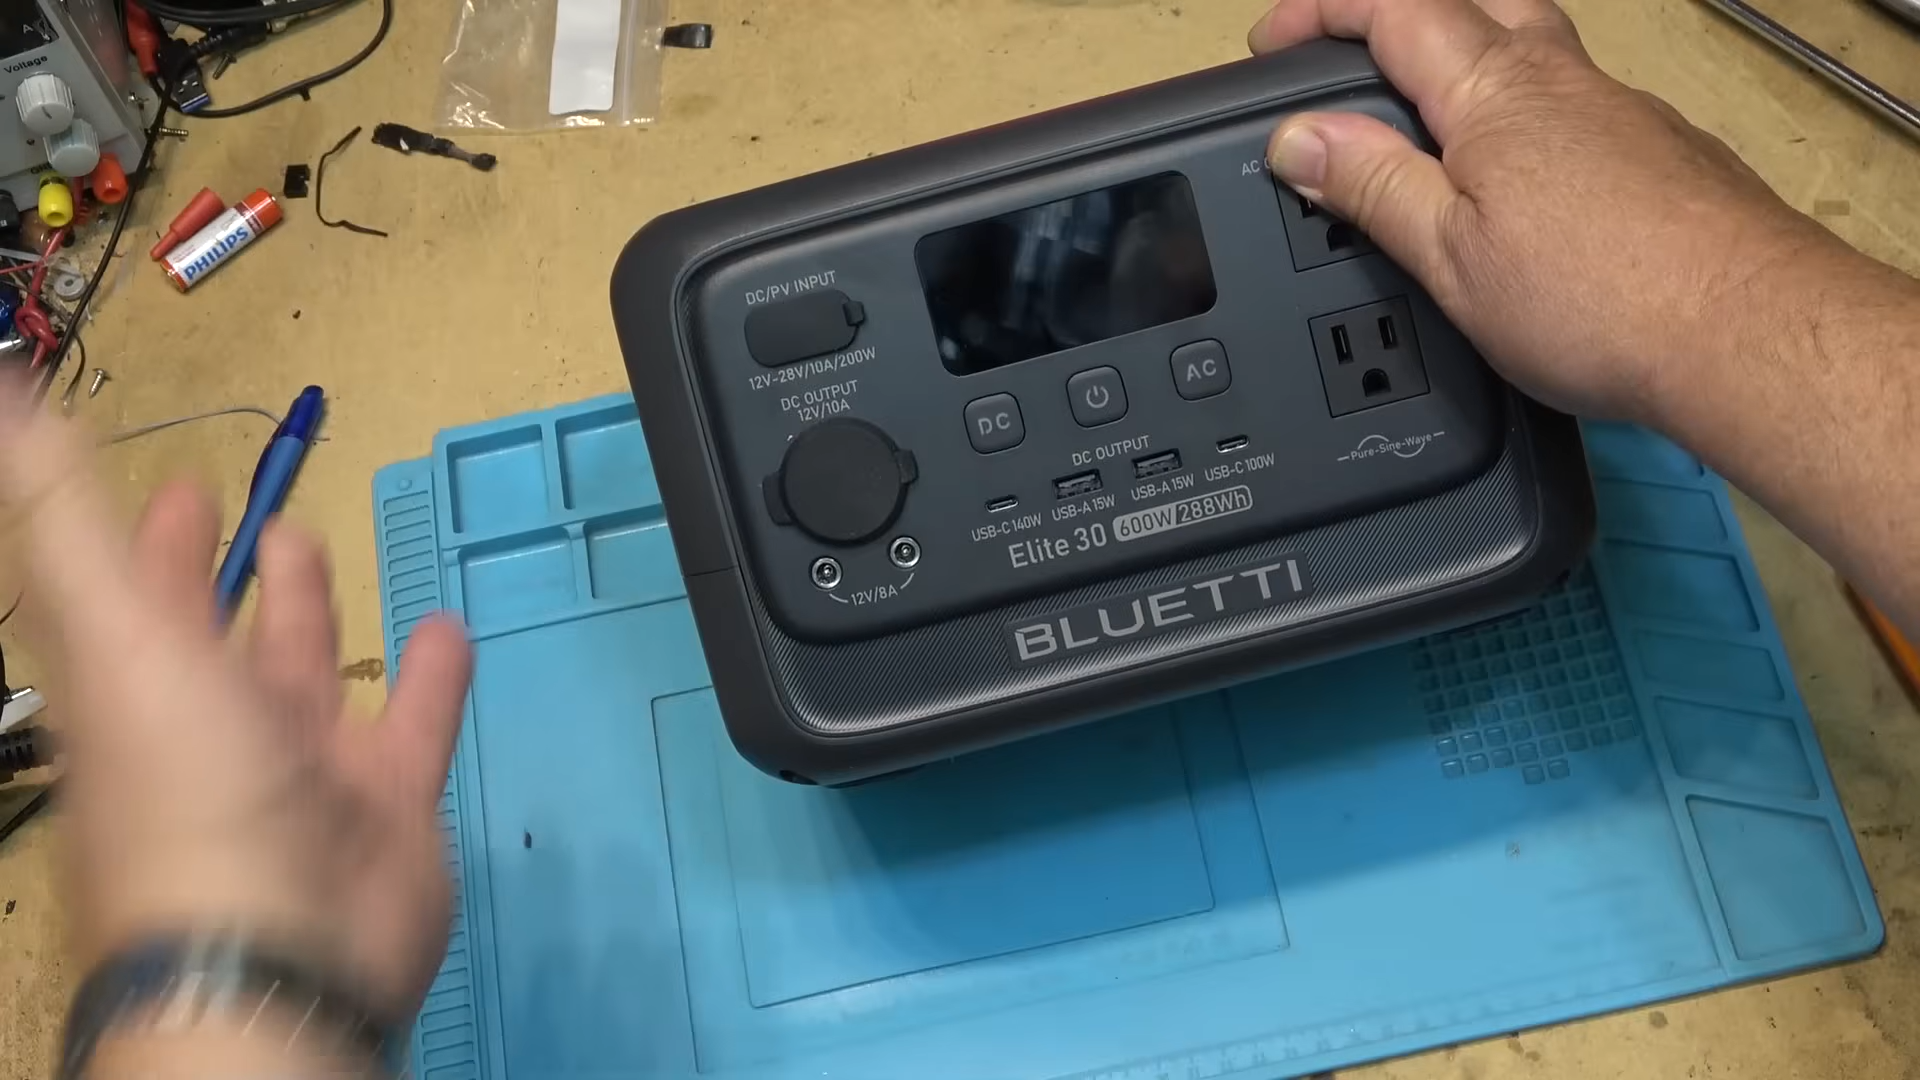 Voltage
PHILIPS
DC/PV INPUT
12V-28V/10A/200W
DC OUTPUT
12V/10A
AC
DC
AC
DC OUTPUT
USB-C 140W
USB-A 15W
USB-A 15W
USB-C 100W
Pure-Sine-Wave
12V/8A
Elite 30 600W/288Wh
BLUETTI